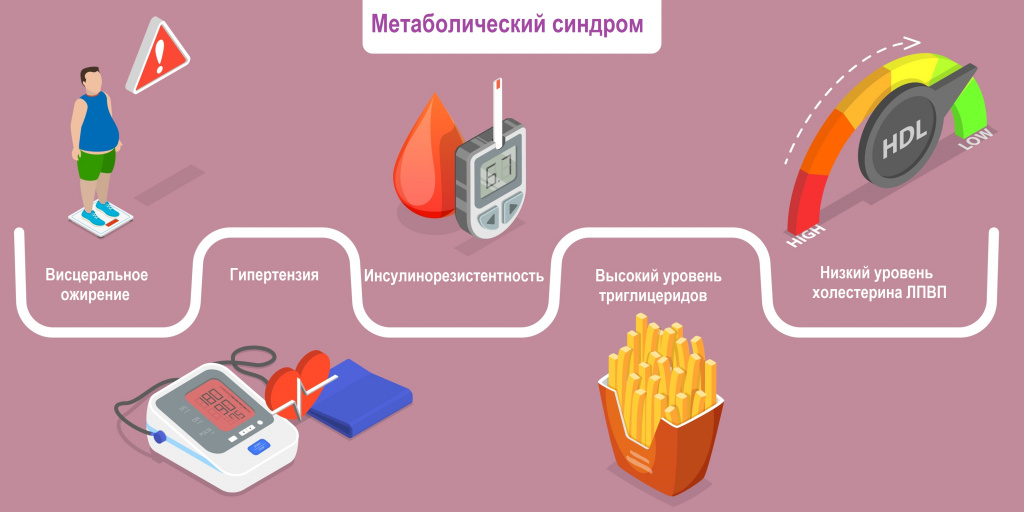 Метаболический синдром
6.7
HDL
LOW
HIGH
Висцеральное
ожирение
Гипертензия
Инсулинорезистентность
Высокий уровень
триглицеридов
Низкий уровень
холестерина ЛПВП